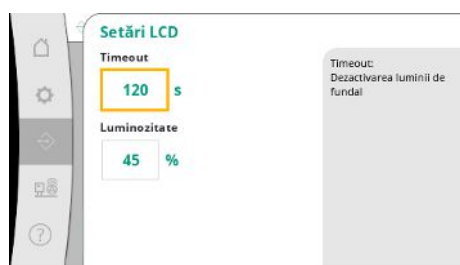 Setări LCD
Timeout
120 s
Luminozitate
45 %
Timeout:
Dezactivarea luminii de
fundal
?